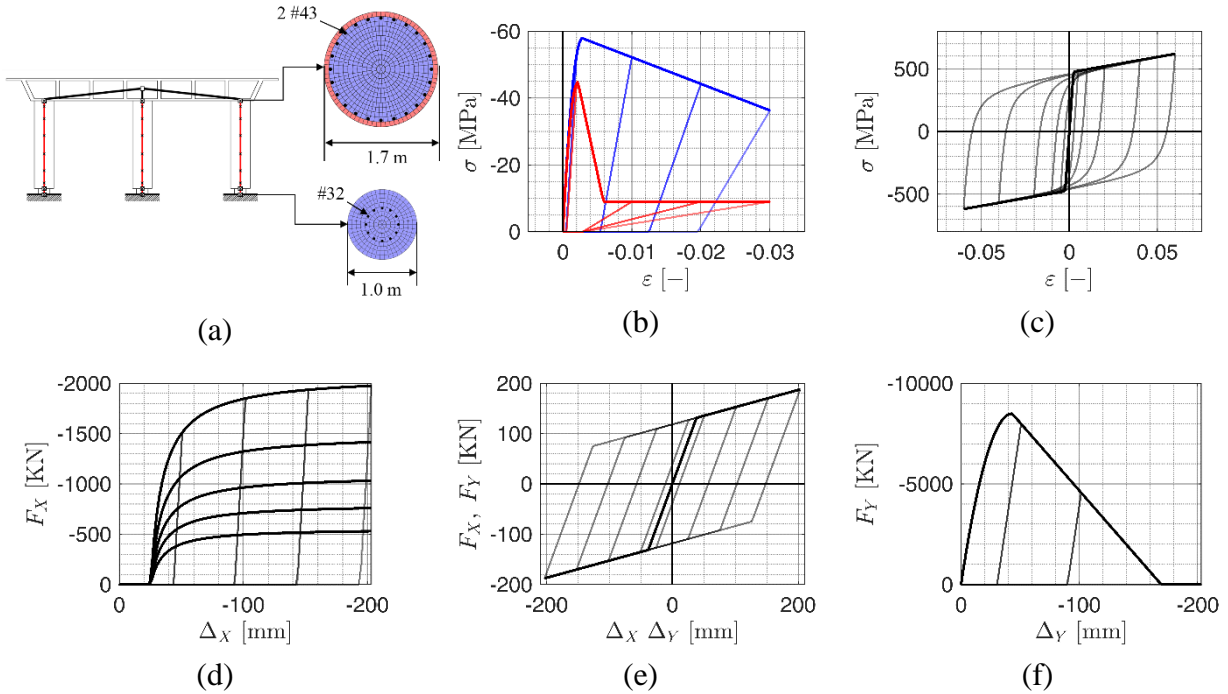 2 #43
1.7 m
#32
1.0 m
(a)
-60
-40
-20
0
σ [MPa]
0
-0.01
-0.02
-0.03
ε [−]
(b)
500
0
-500
σ [MPa]
-0.05
0
0.05
ε [−]
(c)
-2000
-1500
-1000
-500
0
F_X [KN]
0
-100
-200
Δ_X [mm]
(d)
200
100
0
-100
-200
F_X, F_Y [KN]
-200
0
200
Δ_X Δ_Y [mm]
(e)
-10000
-5000
0
F_Y [KN]
0
-100
-200
Δ_Y [mm]
(f)